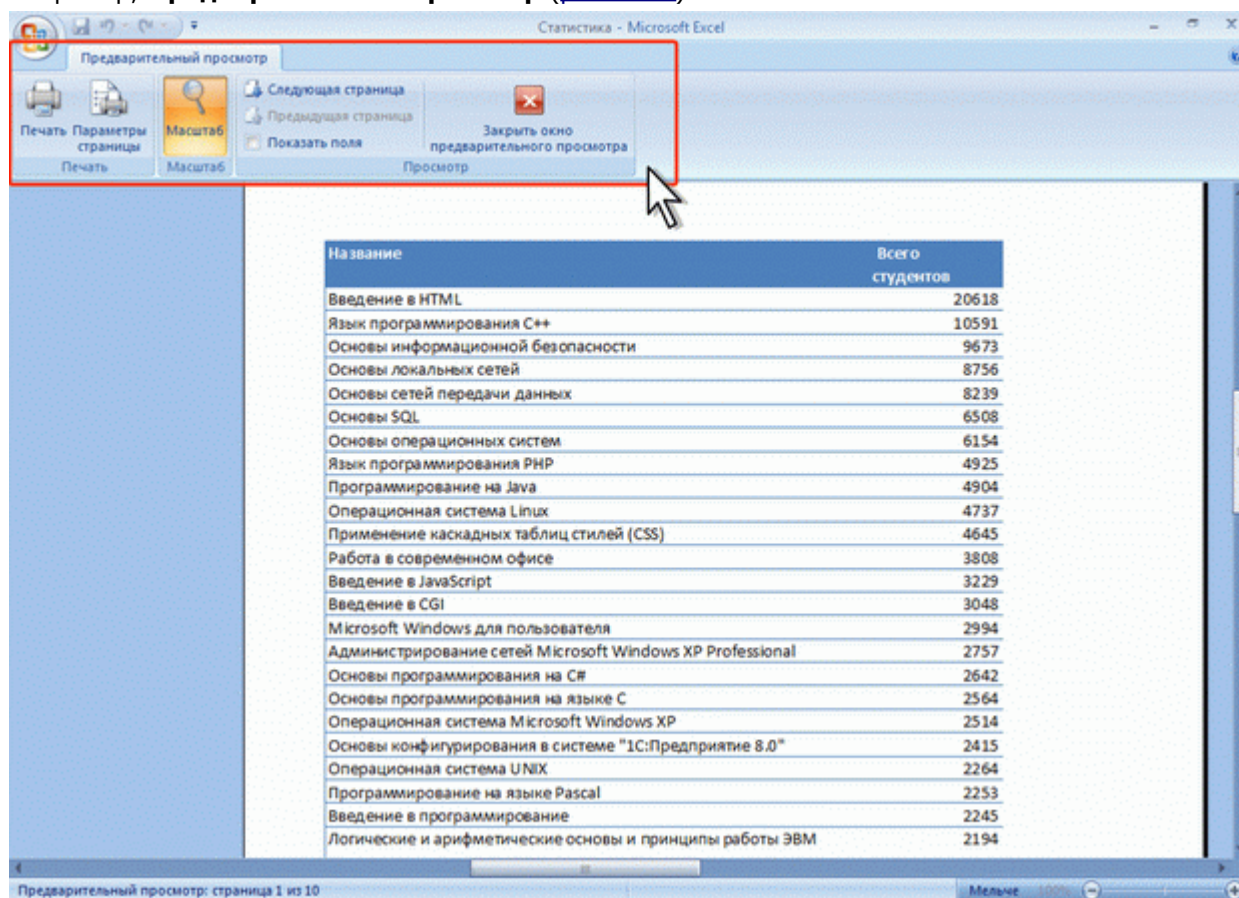 Статистика - Microsoft Excel
Предварительный просмотр
Печать
Параметры страницы
Масштаб
Следующая страница
Предыдущая страница
Показать поля
Закрыть окно
предварительного просмотра
Печать
Масштаб
Просмотр
Название Всего
студентов
Введение в HTML 20618
Язык программирования C++ 10591
Основы информационной безопасности 9673
Основы локальных сетей 8756
Основы сетей передачи данных 8239
Основы SQL 6508
Основы операционных систем 6154
Язык программирования PHP 4925
Программирование на Java 4904
Операционная система Linux 4737
Применение каскадных таблиц стилей (CSS) 4645
Работа в современном офисе 3808
Введение в JavaScript 3229
Введение в CGI 3048
Microsoft Windows для пользователя 2994
Администрирование сетей Microsoft Windows XP Professional 2757
Основы программирования на C# 2642
Основы программирования на языке C 2564
Операционная система Microsoft Windows XP 2514
Основы конфигурирования в системе "1С:Предприятие 8.0" 2415
Операционная система UNIX 2264
Программирование на языке Pascal 2253
Введение в программирование 2245
Логические и арифметические основы и принципы работы ЭВМ 2194
Предварительный просмотр: страница 1 из 10
Мельче 100%